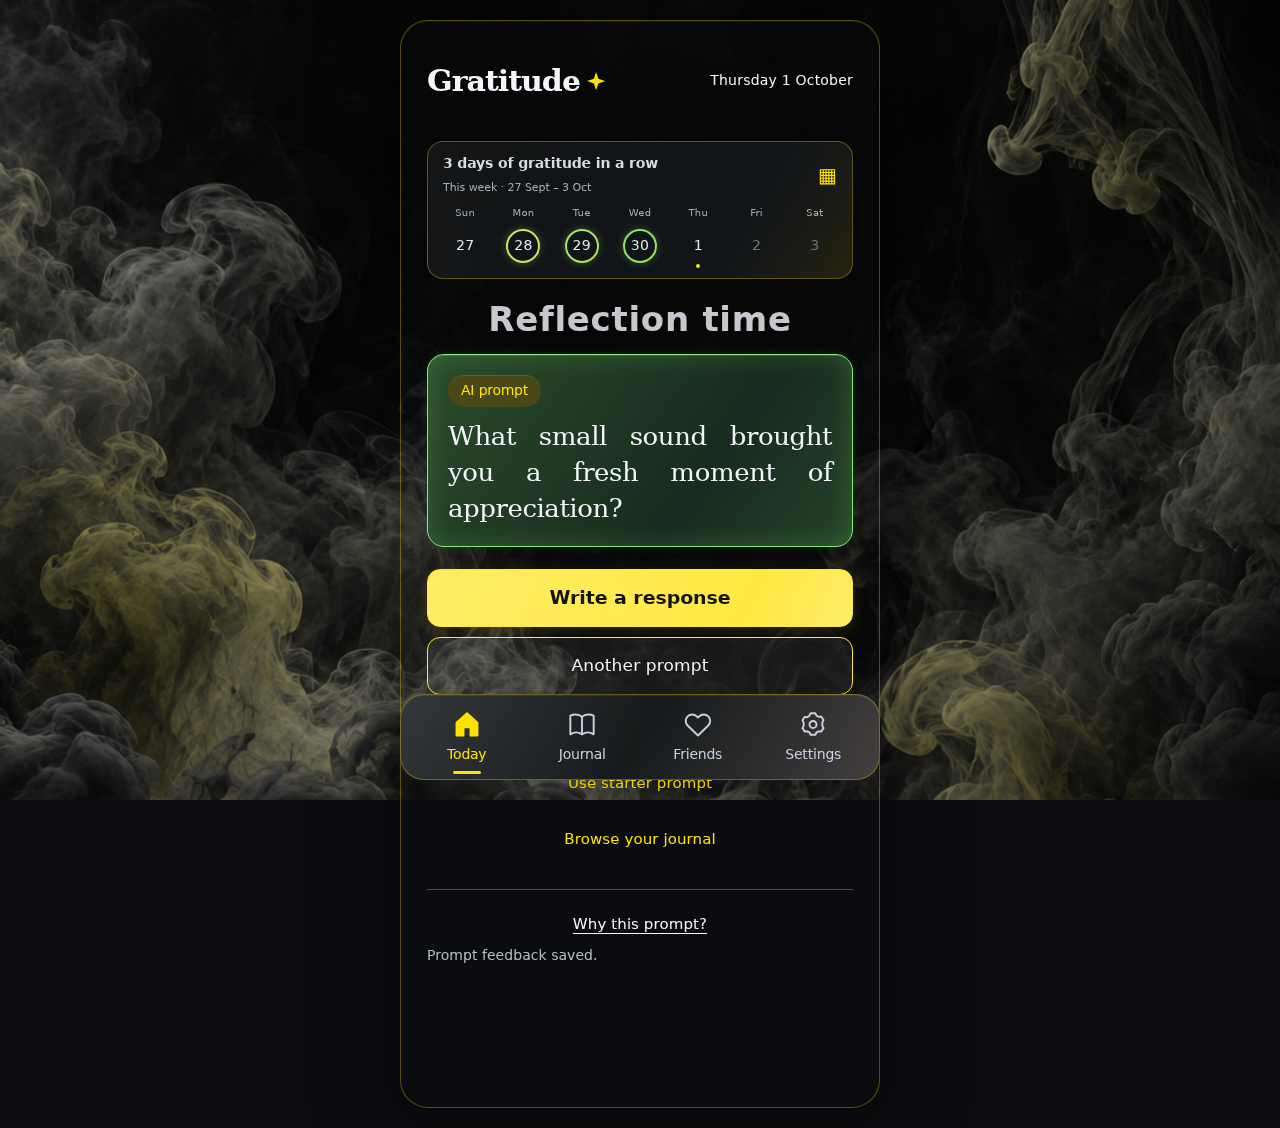 Gratitude
Thursday 1 October
3 days of gratitude in a row
This week · 27 Sept – 3 Oct
Sun Mon Tue Wed Thu Fri Sat
27 28 29 30 1 2 3
Reflection time
AI prompt
What small sound brought
you a fresh moment of
appreciation?
Write a response
Another prompt
Today Journal Friends Settings
Use starter prompt
Browse your journal
Why this prompt?
Prompt feedback saved.